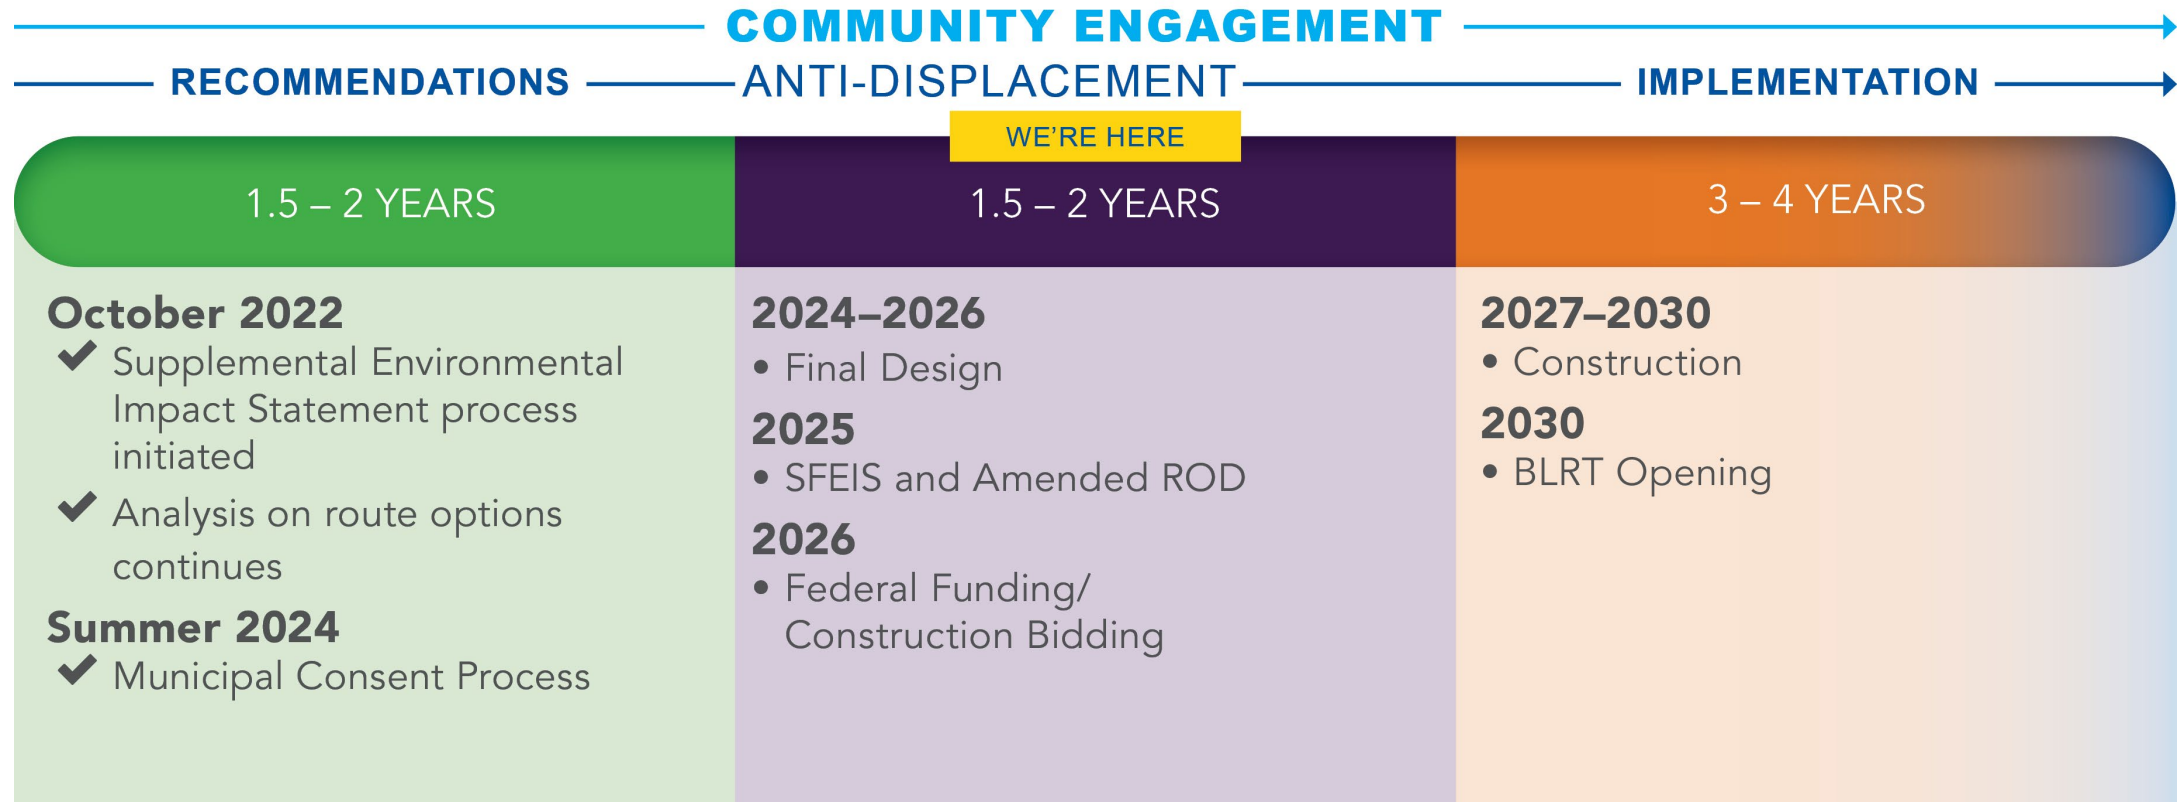 COMMUNITY ENGAGEMENT
RECOMMENDATIONS
ANTI-DISPLACEMENT
IMPLEMENTATION
WE'RE HERE
1.5 – 2 YEARS
1.5 – 2 YEARS
3 – 4 YEARS
October 2022
✔ Supplemental Environmental
Impact Statement process
initiated
✔ Analysis on route options
continues
Summer 2024
✔ Municipal Consent Process
2024–2026
• Final Design
2025
• SFEIS and Amended ROD
2026
• Federal Funding/
Construction Bidding
2027–2030
• Construction
2030
• BLRT Opening